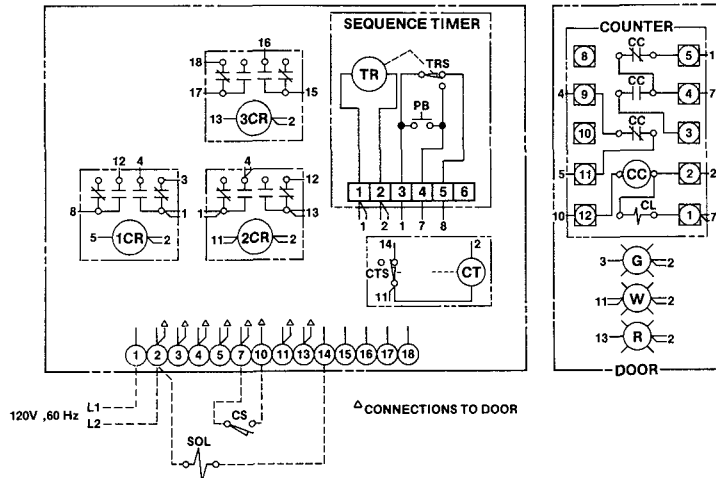 SEQUENCE TIMER
TR
TRS
PB
1 2 3 4 5 6
1 2 1 7 8
16
18
17
15
13
3CR
2
12 4
3
8
1
5
1CR
2
4
12
1
13
11
2CR
2
14
2
CTS
CT
11
1 2 3 4 5 7 10 11 13 14 15 16 17 18
120V ,60 Hz
L1
L2
CS
SOL
△CONNECTIONS TO DOOR
COUNTER
8
CC
5
1
4
9
CC
4
7
10
CC
3
5
11
CC
2
2
10
12
CL
1
7
3
G
2
11
W
2
13
R
2
DOOR